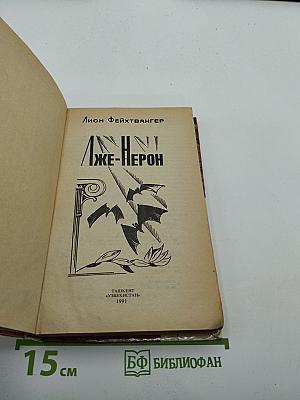 Лион Фейхтвангер
Лже-Нерон
ТАШКЕНТ
«УЗБЕКИСТАН»
1991
15 см
БФ БИБЛИОФАН